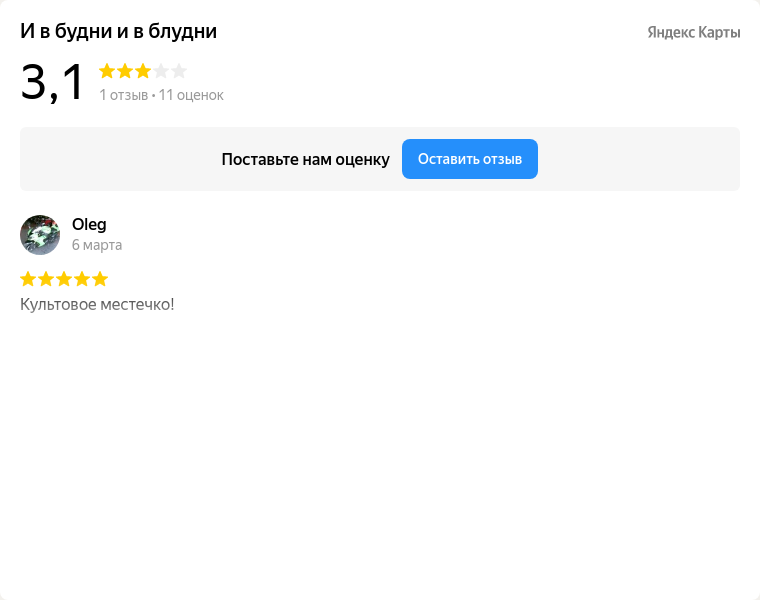 И в будни и в блудни
Яндекс Карты
3,1
1 отзыв • 11 оценок
Поставьте нам оценку
Оставить отзыв
Oleg
6 марта
Культовое местечко!